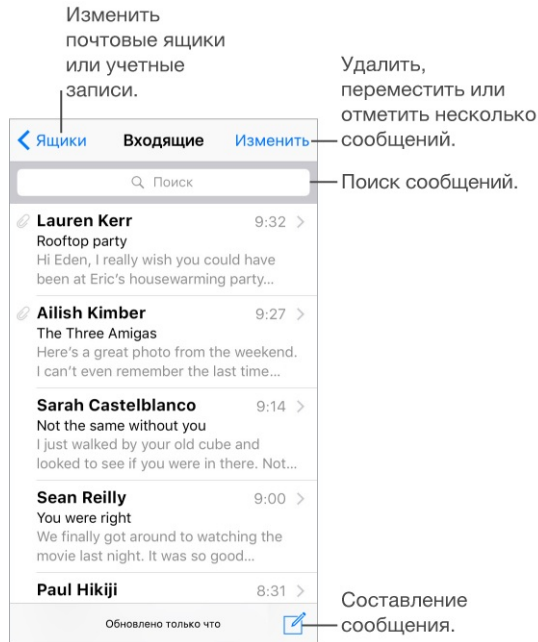 Изменить
почтовые ящики
или учетные
записи.
Удалить,
переместить или
отметить несколько
сообщений.
Ящики Входящие Изменить
Поиск
Поиск сообщений.
Lauren Kerr 9:32
Rooftop party
Hi Eden, I really wish you could have
been at Eric's housewarming party...
Ailish Kimber 9:27
The Three Amigas
Here's a great photo from the weekend.
I can't even remember the last time...
Sarah Castelblanco 9:14
Not the same without you
I just walked by your old cube and
looked to see if you were in there. Not...
Sean Reilly 9:00
You were right
We finally got around to watching the
movie last night. It was so good...
Paul Hikiji 8:31
Обновлено только что
Составление
сообщения.